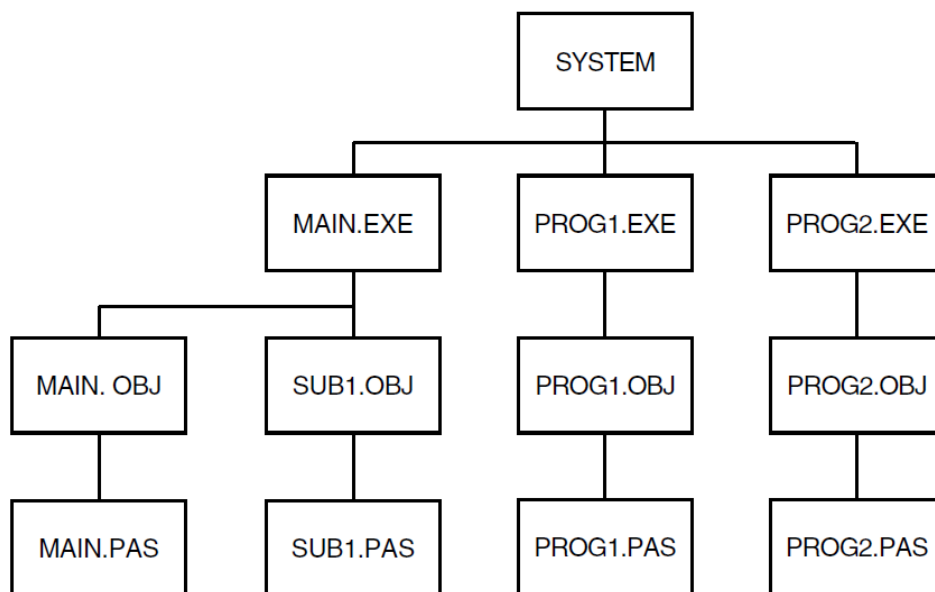 SYSTEM
MAIN.EXE
PROG1.EXE
PROG2.EXE
MAIN. OBJ
SUB1.OBJ
PROG1.OBJ
PROG2.OBJ
MAIN.PAS
SUB1.PAS
PROG1.PAS
PROG2.PAS